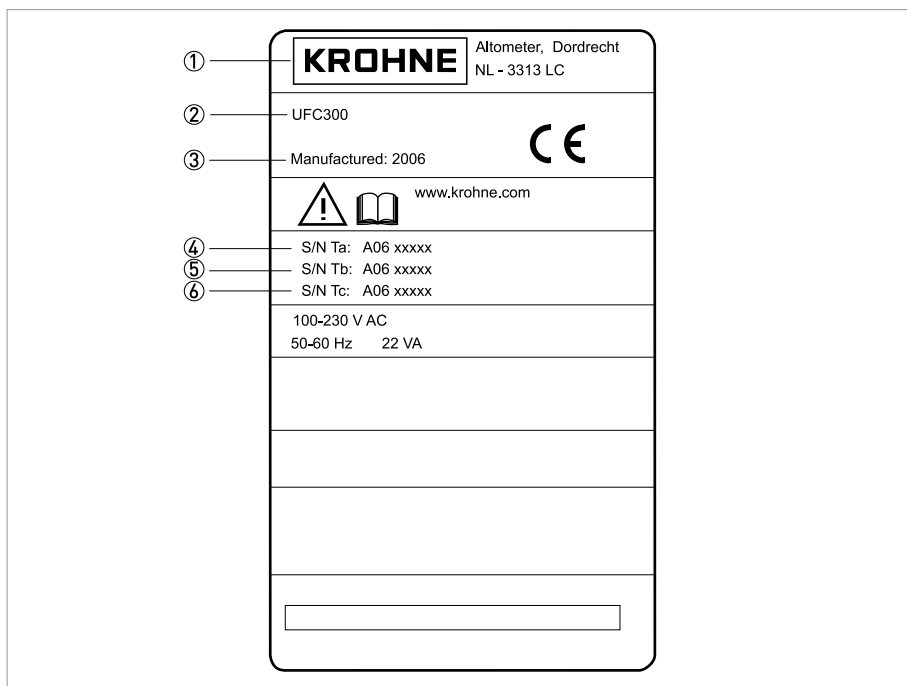 ① KROHNE Altometer, Dordrecht
NL - 3313 LC
② UFC300
CE
③ Manufactured: 2006
www.krohne.com
④ S/N Ta: A06 xxxxx
⑤ S/N Tb: A06 xxxxx
⑥ S/N Tc: A06 xxxxx
100-230 V AC
50-60 Hz 22 VA